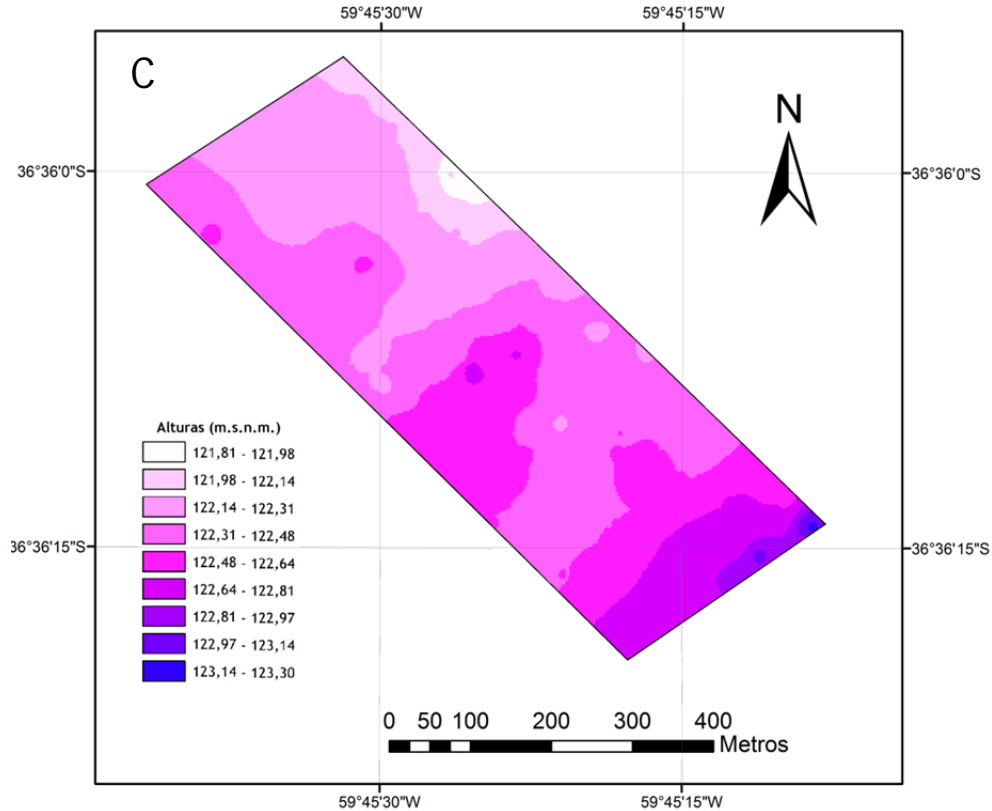 59°45'30"W 59°45'15"W
C
N
36°36'0"S 36°36'0"S
Alturas (m.s.n.m.)
121,81 - 121,98
121,98 - 122,14
122,14 - 122,31
122,31 - 122,48
122,48 - 122,64
122,64 - 122,81
122,81 - 122,97
122,97 - 123,14
123,14 - 123,30
36°36'15"S 36°36'15"S
0 50 100 200 300 400
Metros
59°45'30"W 59°45'15"W